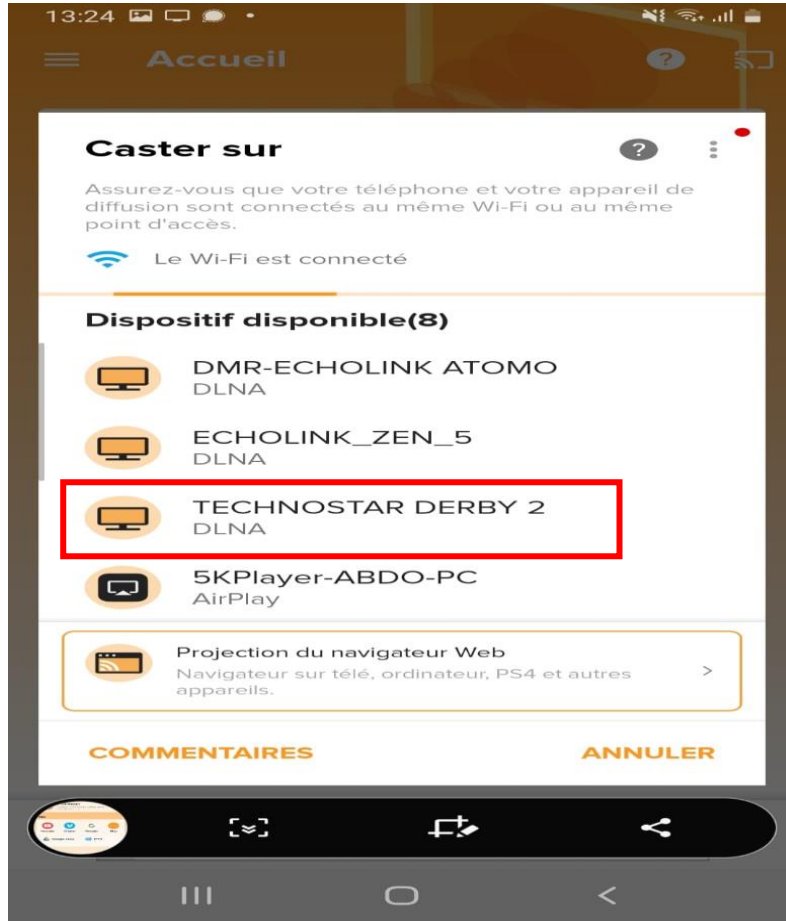 13:24
Accueil
Caster sur
Assurez-vous que votre téléphone et votre appareil de
diffusion sont connectés au même Wi-Fi ou au même
point d'accès.
Le Wi-Fi est connecté
Dispositif disponible(8)
DMR-ECHOLINK ATOMO
DLNA
ECHOLINK_ZEN_5
DLNA
TECHNOSTAR DERBY 2
DLNA
5KPlayer-ABDO-PC
AirPlay
Projection du navigateur Web
Navigateur sur télé, ordinateur, PS4 et autres
appareils.
COMMENTAIRES ANNULER